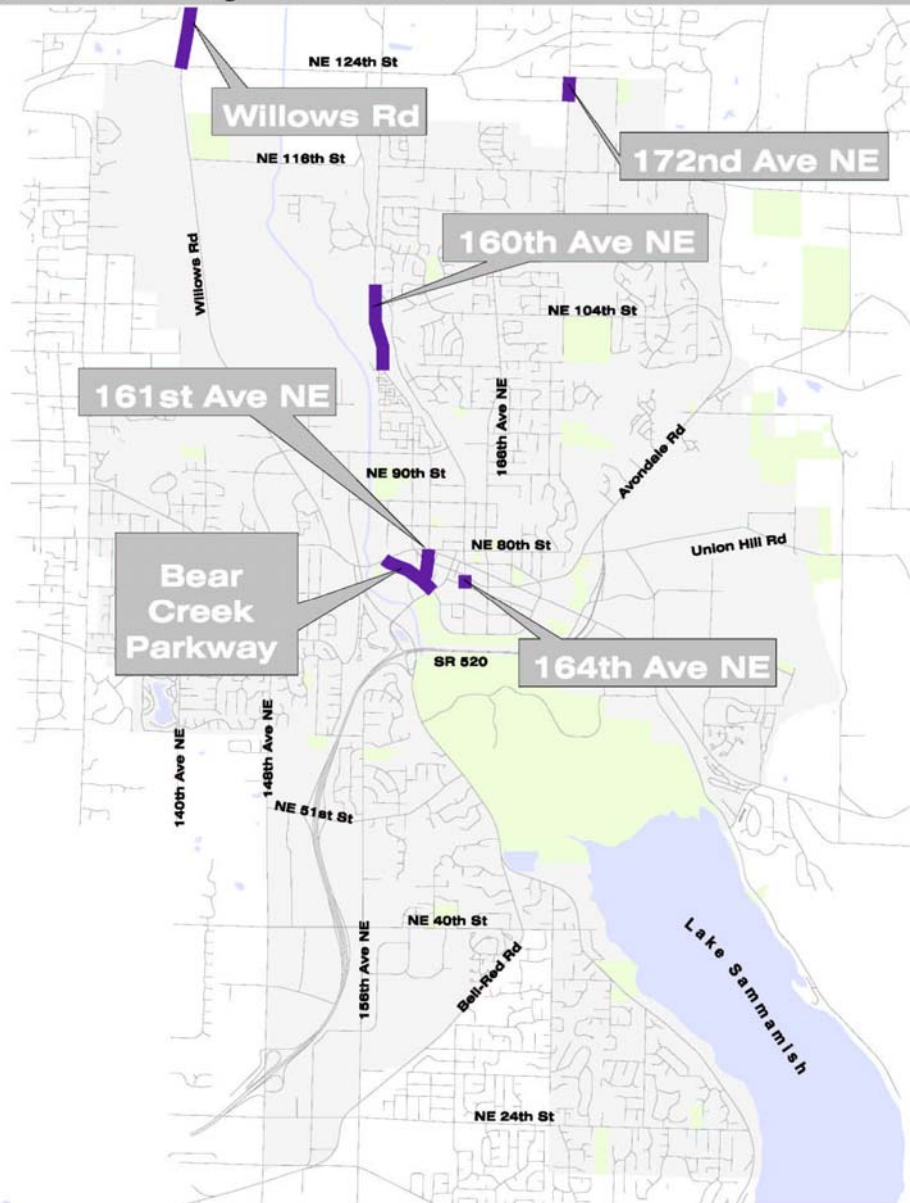 NE 124th St
Willows Rd
172nd Ave NE
NE 116th St
160th Ave NE
Willows Rd
NE 104th St
161st Ave NE
166th Ave NE
Avondale Rd
NE 90th St
Union Hill Rd
NE 80th St
Bear
Creek
Parkway
164th Ave NE
SR 520
140th Ave NE
148th Ave NE
NE 51st St
NE 40th St
156th Ave NE
Bell-Red Rd
Lake Sammamish
NE 24th St